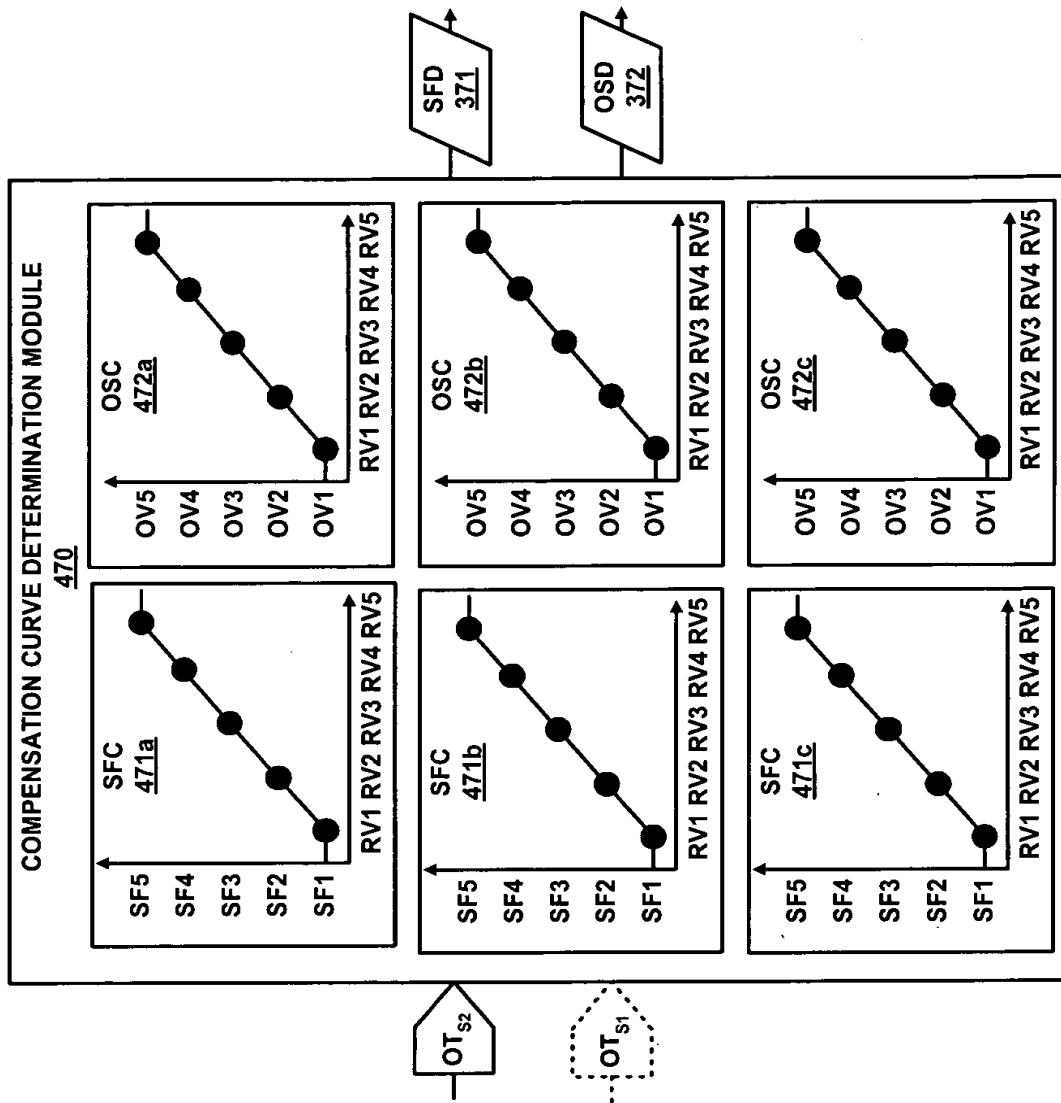 COMPENSATION CURVE DETERMINATION MODULE
470
OT S2
OT S1
SFC
471a
SF5
SF4
SF3
SF2
SF1
RV1 RV2 RV3 RV4 RV5
OSC
472a
OV5
OV4
OV3
OV2
OV1
RV1 RV2 RV3 RV4 RV5
SFC
471b
SF5
SF4
SF3
SF2
SF1
RV1 RV2 RV3 RV4 RV5
OSC
472b
OV5
OV4
OV3
OV2
OV1
RV1 RV2 RV3 RV4 RV5
SFC
471c
SF5
SF4
SF3
SF2
SF1
RV1 RV2 RV3 RV4 RV5
OSC
472c
OV5
OV4
OV3
OV2
OV1
RV1 RV2 RV3 RV4 RV5
SFD
371
OSD
372